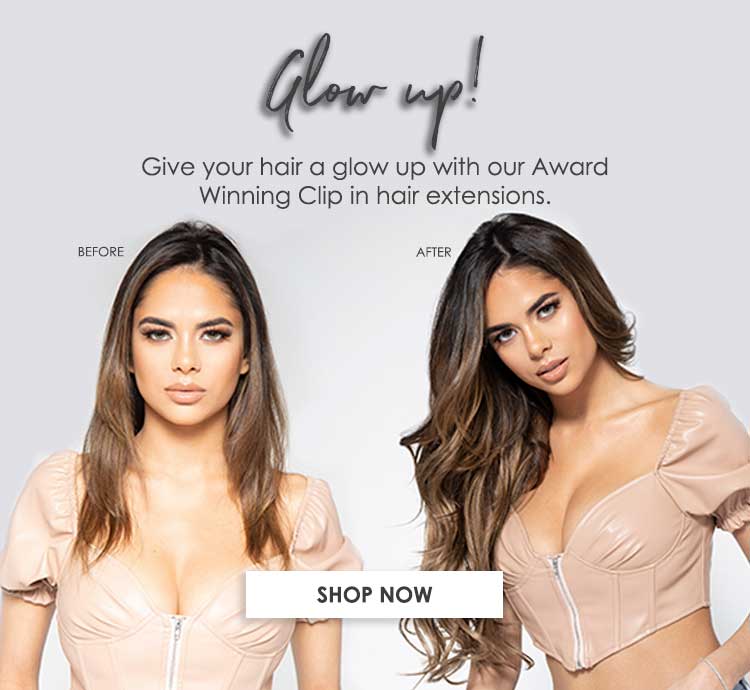 Glow up!
Give your hair a glow up with our Award
Winning Clip in hair extensions.
BEFORE
AFTER
SHOP NOW